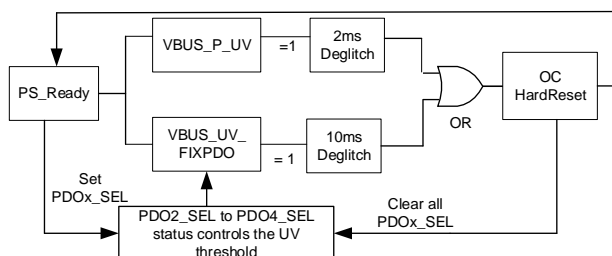 VBUS_P_UV
=1
2ms
Deglitch
PS_Ready
OC
HardReset
OR
VBUS_UV_
FIXPDO
= 1
10ms
Deglitch
Set
PDOx_SEL
Clear all
PDOx_SEL
PDO2_SEL to PDO4_SEL
status controls the UV
threshold